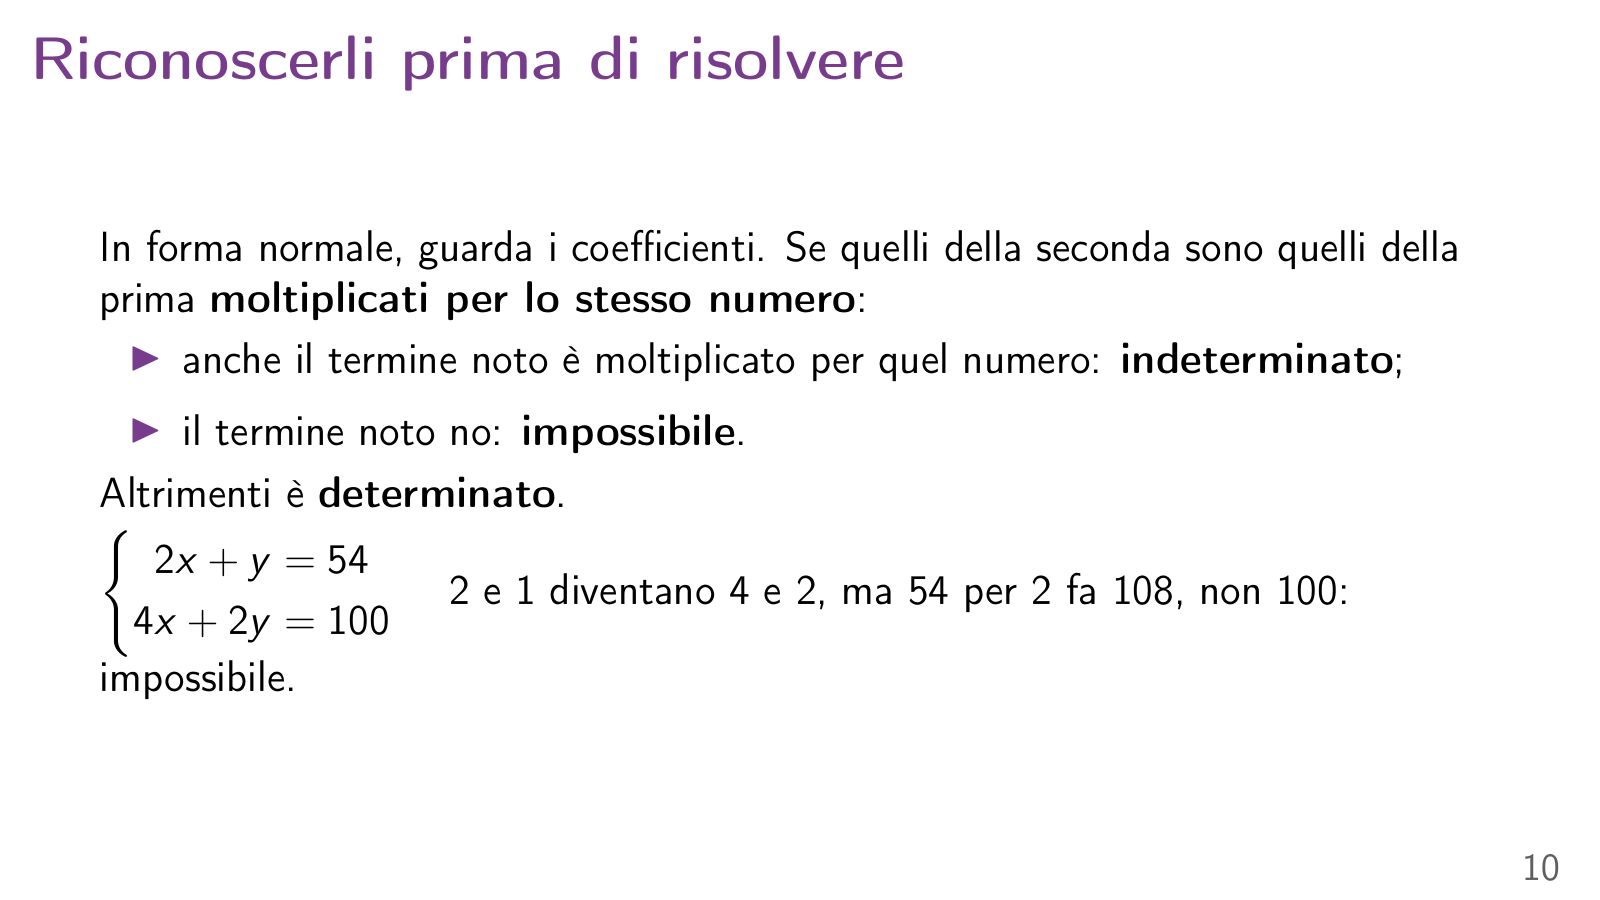 Riconoscerli prima di risolvere
In forma normale, guarda i coefficienti. Se quelli della seconda sono quelli della
prima moltiplicati per lo stesso numero:
▶ anche il termine noto è moltiplicato per quel numero: indeterminato;
▶ il termine noto no: impossibile.
Altrimenti è determinato.
2x + y = 54
4x + 2y = 100
2 e 1 diventano 4 e 2, ma 54 per 2 fa 108, non 100:
impossibile.
10